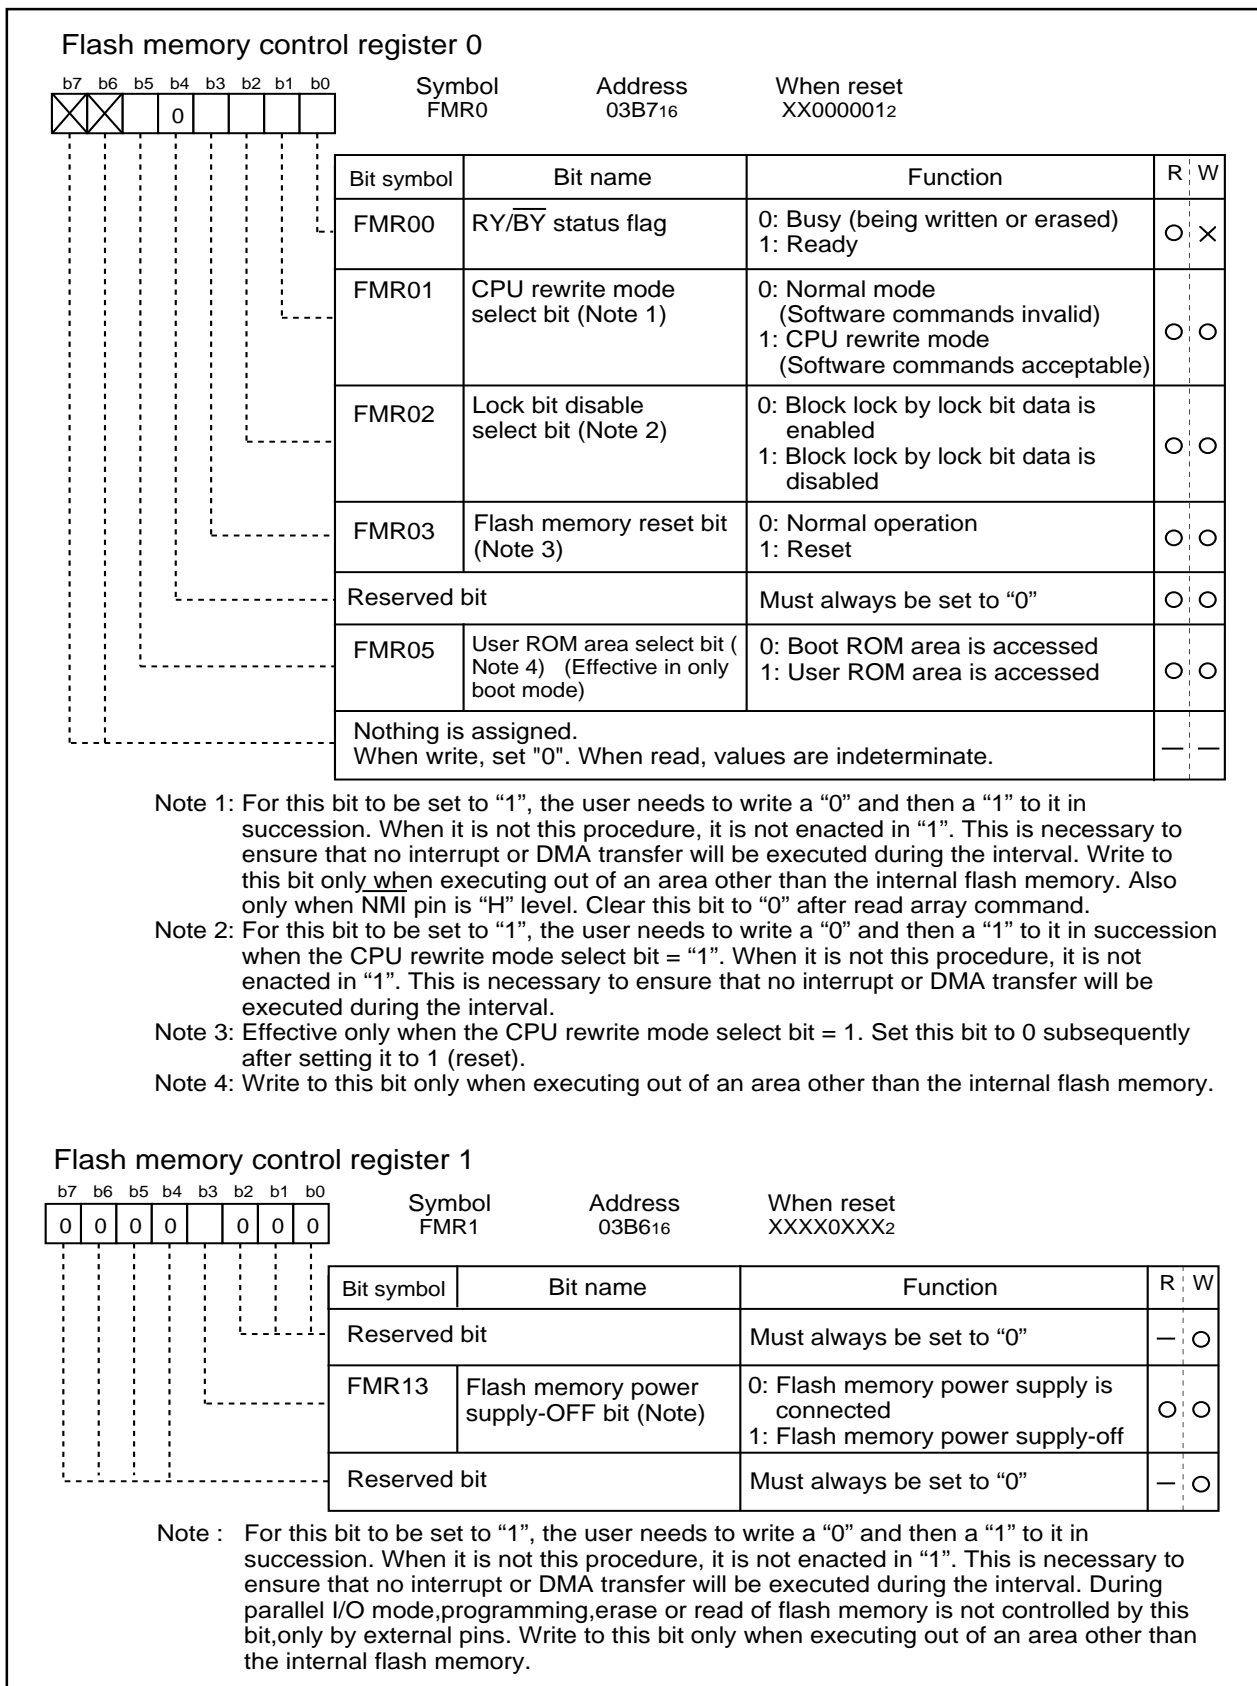 Flash memory control register 0
b7 b6 b5 b4 b3 b2 b1 b0
0
Symbol Address When reset
FMR0 03B716 XX0000012
Bit symbol Bit name Function R W
FMR00 RY/BY status flag 0: Busy (being written or erased)
1: Ready
FMR01 CPU rewrite mode 0: Normal mode
select bit (Note 1) (Software commands invalid)
1: CPU rewrite mode
(Software commands acceptable)
FMR02 Lock bit disable 0: Block lock by lock bit data is
select bit (Note 2) enabled
1: Block lock by lock bit data is
disabled
FMR03 Flash memory reset bit 0: Normal operation
(Note 3) 1: Reset
Reserved bit Must always be set to “0”
FMR05 User ROM area select bit ( 0: Boot ROM area is accessed
Note 4) (Effective in only 1: User ROM area is accessed
boot mode)
Nothing is assigned.
When write, set "0". When read, values are indeterminate.
Note 1: For this bit to be set to “1”, the user needs to write a “0” and then a “1” to it in
succession. When it is not this procedure, it is not enacted in “1”. This is necessary to
ensure that no interrupt or DMA transfer will be executed during the interval. Write to
this bit only when executing out of an area other than the internal flash memory. Also
only when NMI pin is “H” level. Clear this bit to “0” after read array command.
Note 2: For this bit to be set to “1”, the user needs to write a “0” and then a “1” to it in succession
when the CPU rewrite mode select bit = “1”. When it is not this procedure, it is not
enacted in “1”. This is necessary to ensure that no interrupt or DMA transfer will be
executed during the interval.
Note 3: Effective only when the CPU rewrite mode select bit = 1. Set this bit to 0 subsequently
after setting it to 1 (reset).
Note 4: Write to this bit only when executing out of an area other than the internal flash memory.
Flash memory control register 1
b7 b6 b5 b4 b3 b2 b1 b0
0 0 0 0 0 0 0
Symbol Address When reset
FMR1 03B616 XXXX0XXX2
Bit symbol Bit name Function R W
Reserved bit Must always be set to “0”
FMR13 Flash memory power 0: Flash memory power supply is
supply-OFF bit (Note) connected
1: Flash memory power supply-off
Reserved bit Must always be set to “0”
Note : For this bit to be set to “1”, the user needs to write a “0” and then a “1” to it in
succession. When it is not this procedure, it is not enacted in “1”. This is necessary to
ensure that no interrupt or DMA transfer will be executed during the interval. During
parallel I/O mode,programming,erase or read of flash memory is not controlled by this
bit,only by external pins. Write to this bit only when executing out of an area other than
the internal flash memory.